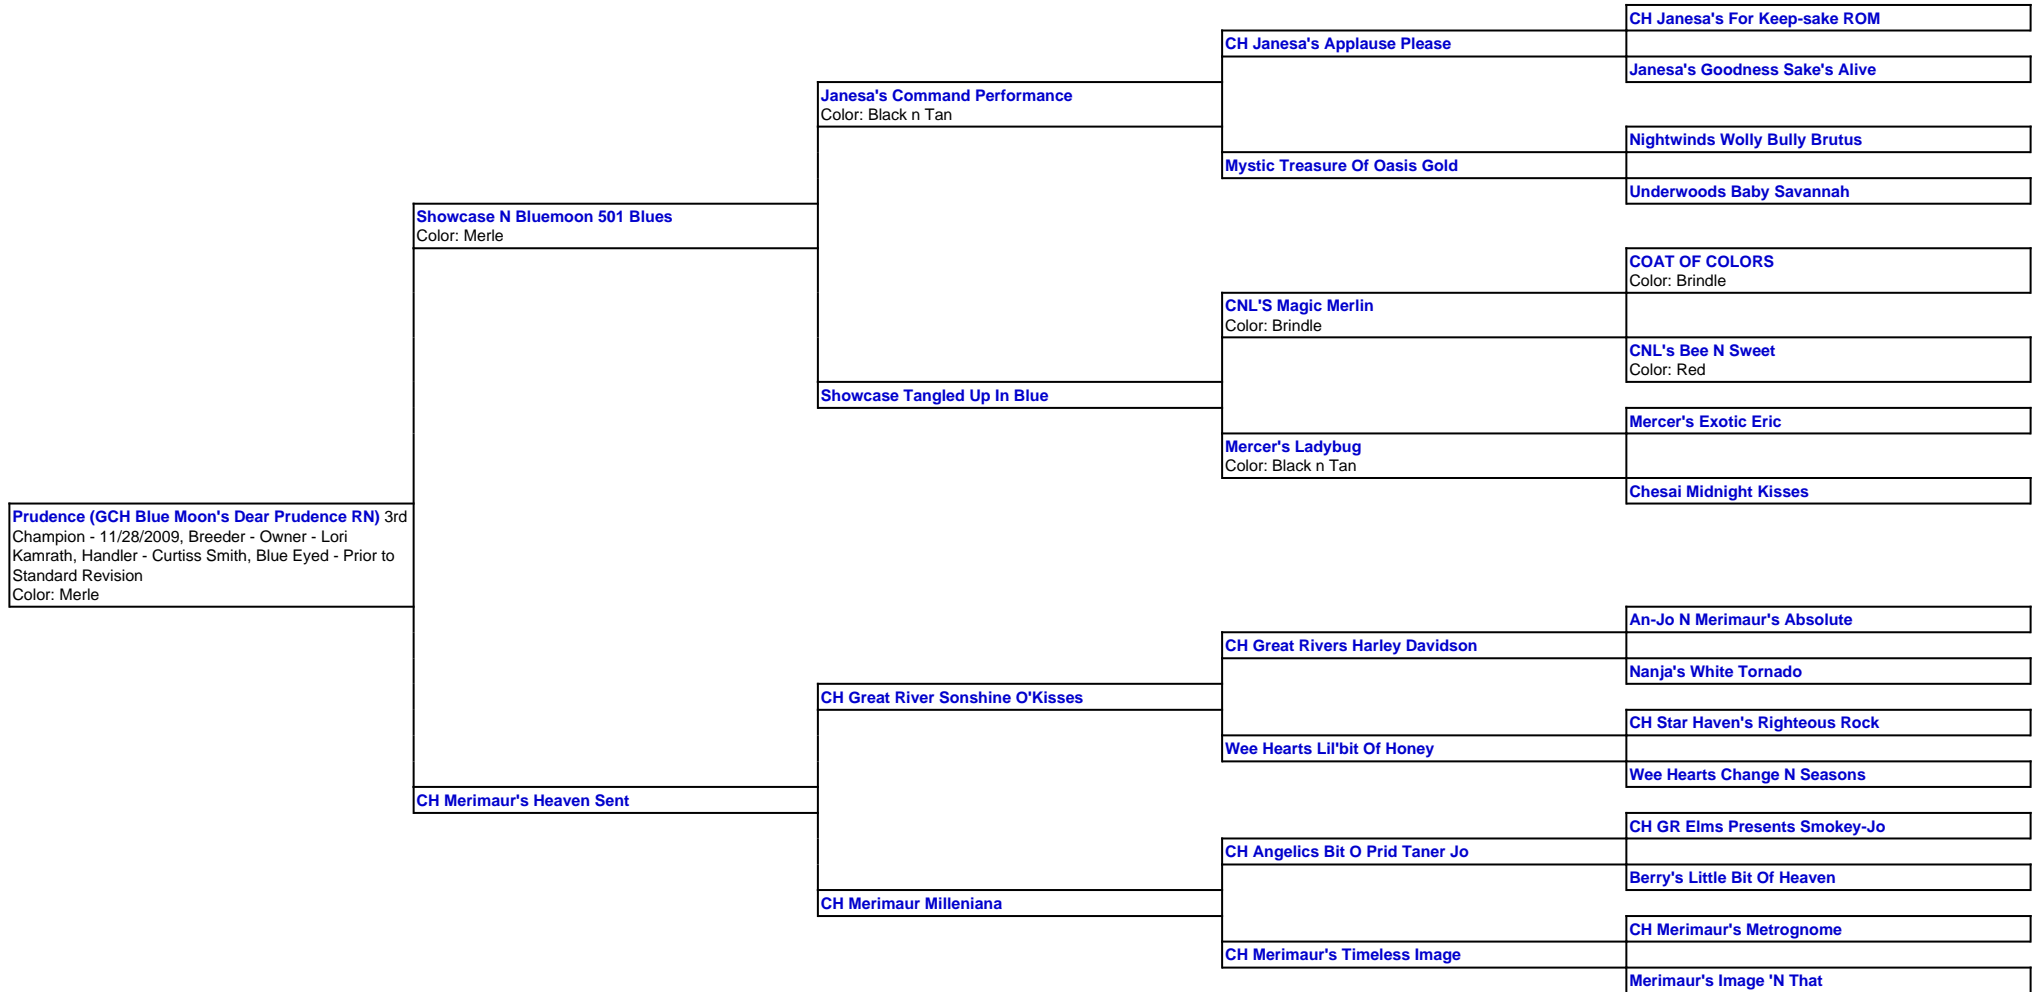 CH Janesa's For Keep-sake ROM
CH Janesa's Applause Please
Janesa's Goodness Sake's Alive
Janesa's Command Performance
Color: Black n Tan
Nightwinds Wolly Bully Brutus
Mystic Treasure Of Oasis Gold
Underwoods Baby Savannah
Showcase N Bluemoon 501 Blues
Color: Merle
COAT OF COLORS
Color: Brindle
CNL'S Magic Merlin
Color: Brindle
CNL's Bee N Sweet
Color: Red
Showcase Tangled Up In Blue
Mercer's Exotic Eric
Mercer's Ladybug
Color: Black n Tan
Chesai Midnight Kisses
Prudence (GCH Blue Moon's Dear Prudence RN) 3rd
Champion - 11/28/2009, Breeder - Owner - Lori
Kamrath, Handler - Curtiss Smith, Blue Eyed - Prior to
Standard Revision
Color: Merle
An-Jo N Merimaur's Absolute
CH Great Rivers Harley Davidson
Nanja's White Tornado
CH Great River Sonshine O'Kisses
CH Star Haven's Righteous Rock
Wee Hearts Lil'bit Of Honey
Wee Hearts Change N Seasons
CH Merimaur's Heaven Sent
CH GR Elms Presents Smokey-Jo
CH Angelics Bit O Prid Taner Jo
Berry's Little Bit Of Heaven
CH Merimaur Milleniana
CH Merimaur's Metrognome
CH Merimaur's Timeless Image
Merimaur's Image 'N That